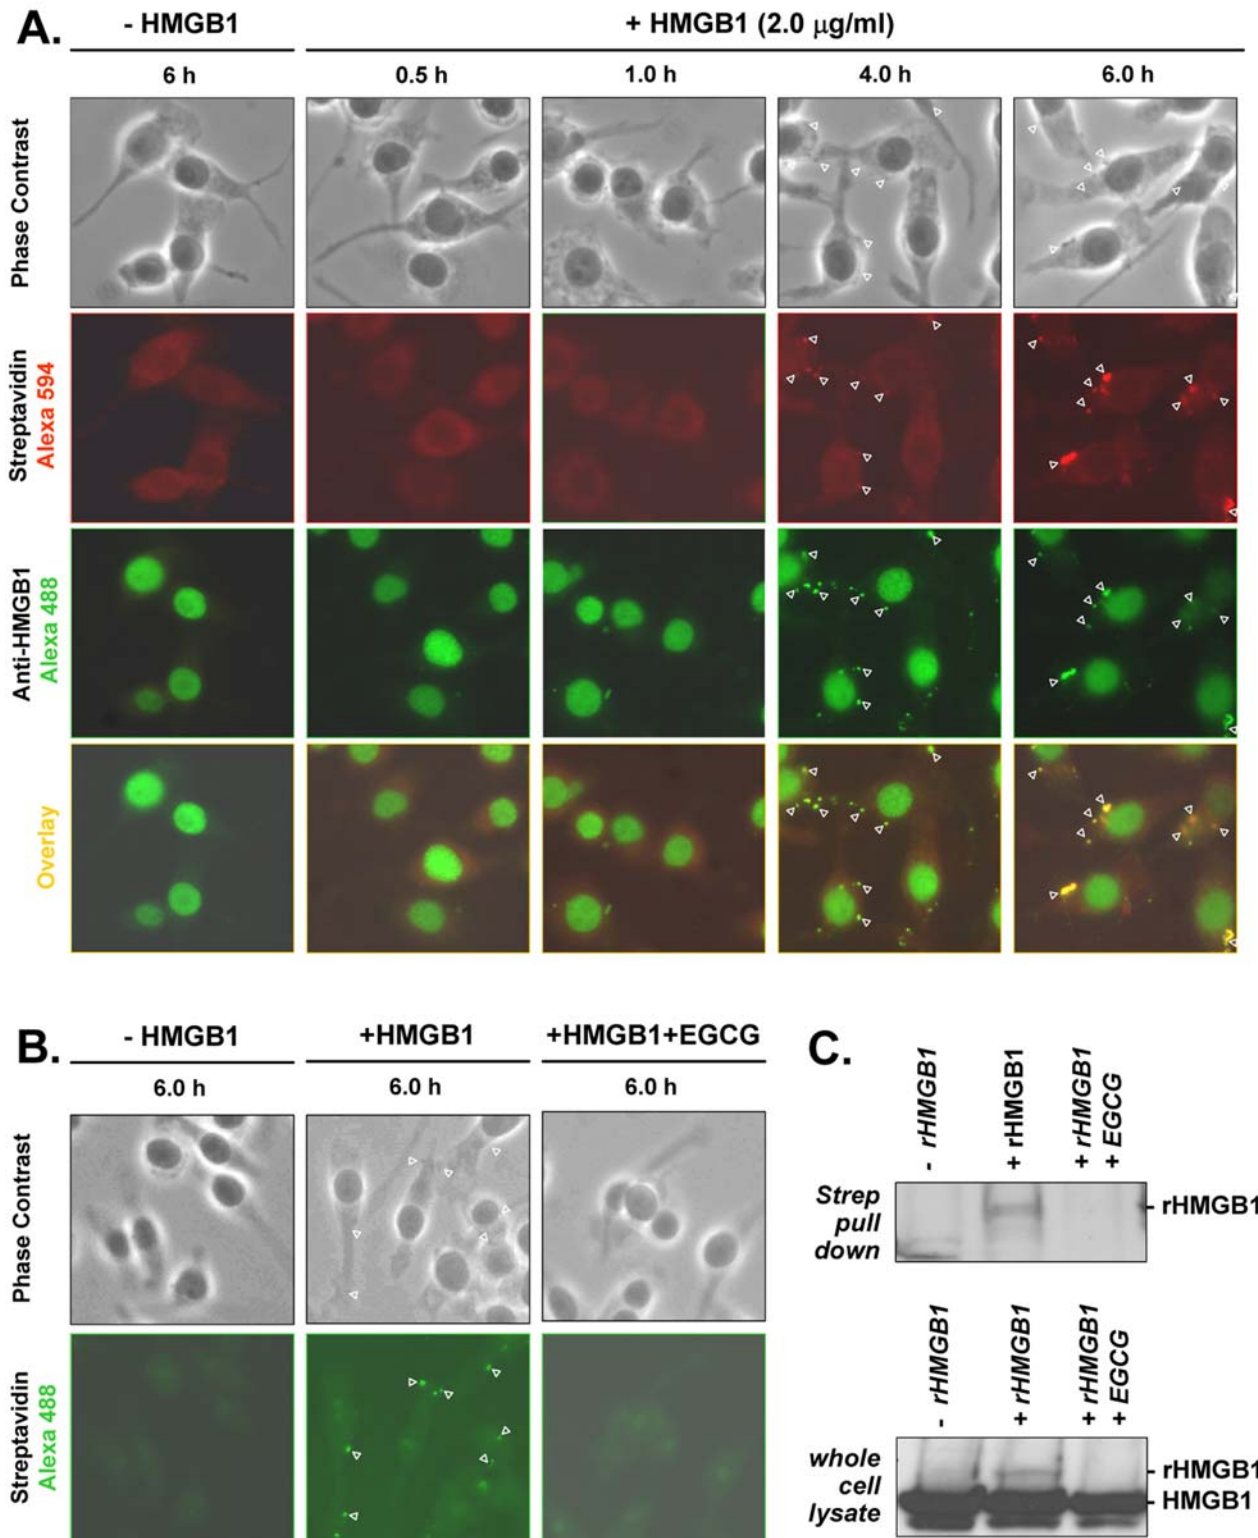 A.
- HMGB1
+ HMGB1 (2.0 μg/ml)
6 h
0.5 h
1.0 h
4.0 h
6.0 h
Phase Contrast
Streptavidin
Alexa 594
Anti-HMGB1
Alexa 488
Overlay
B.
- HMGB1
+HMGB1
+HMGB1+EGCG
6.0 h
6.0 h
6.0 h
Phase Contrast
Streptavidin
Alexa 488
C.
- rHMGB1
+ rHMGB1
+ rHMGB1
+ EGCG
Strep
pull
down
rHMGB1
- rHMGB1
+ rHMGB1
+ rHMGB1
+ EGCG
whole
cell
lysate
rHMGB1
HMGB1